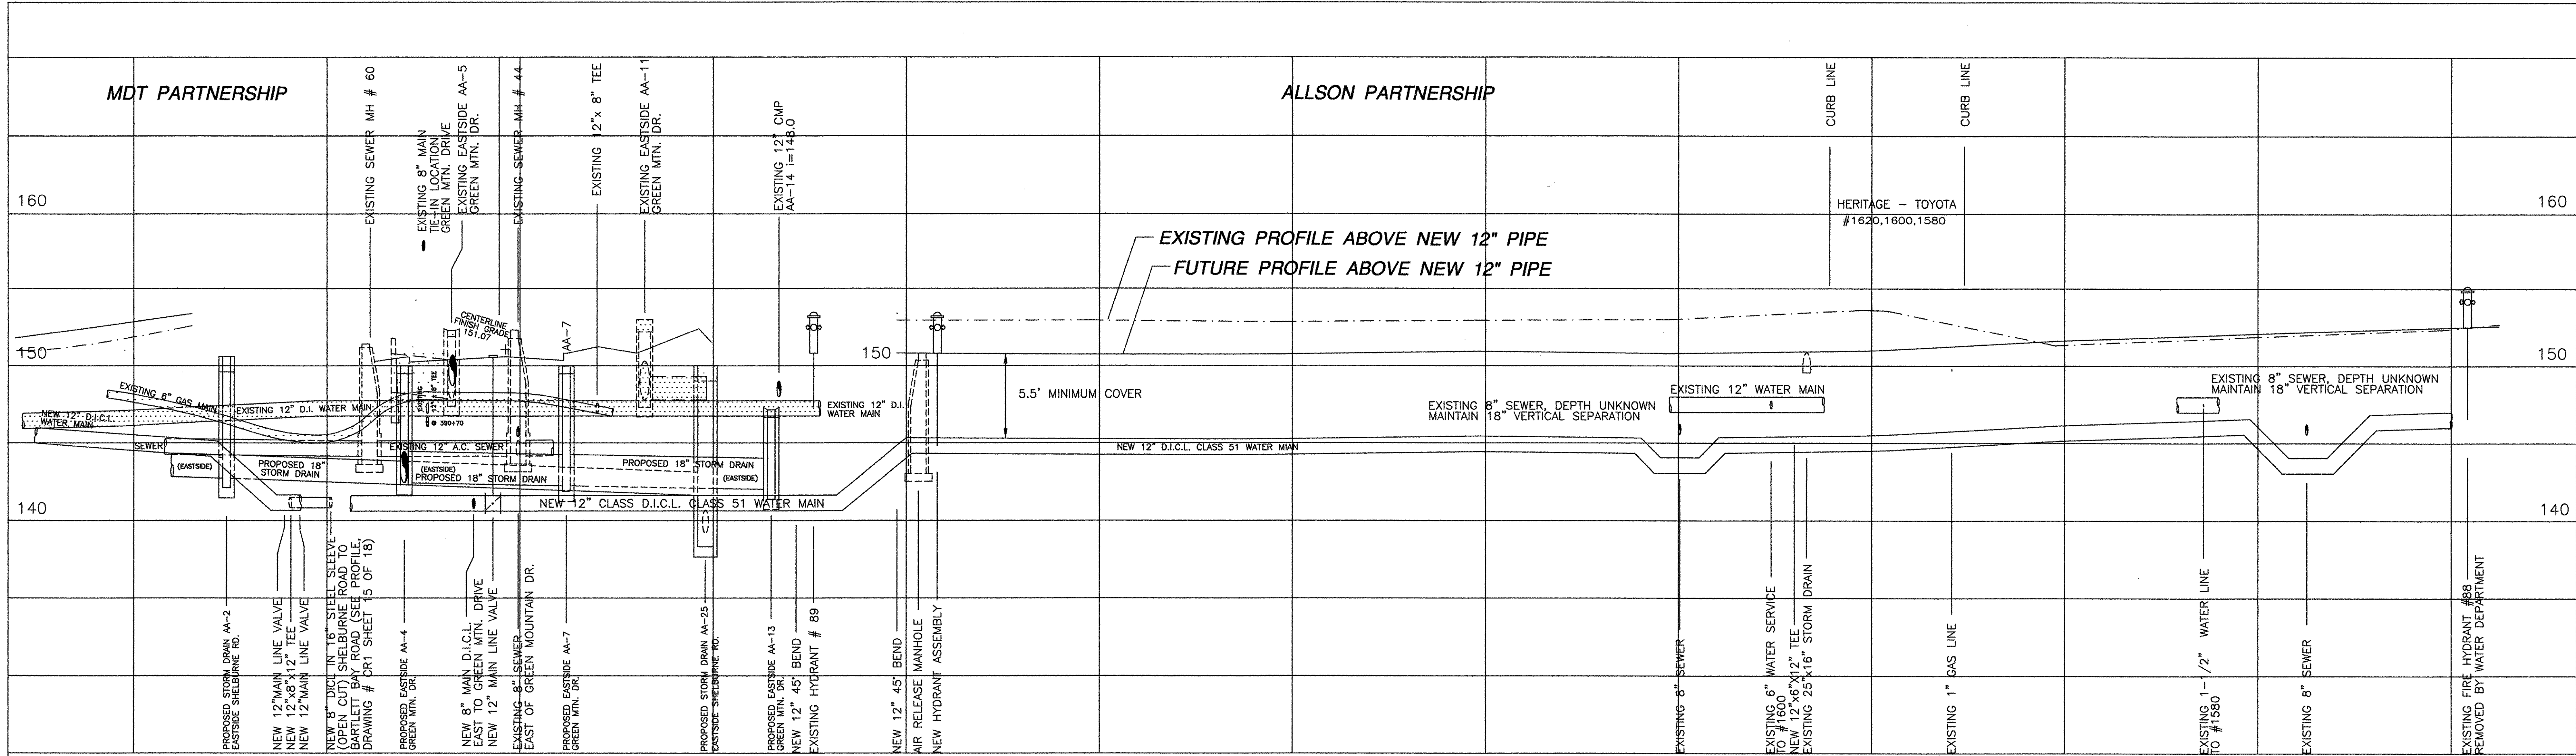 MDT PARTNERSHIP
ALLSON PARTNERSHIP
EXISTING SEWER MH # 60
EXISTING 8" MAIN
TIE-IN LOCATION
GREEN MTN. DRIVE
EXISTING EASTSIDE AA-5
GREEN MTN. DR.
EXISTING SEWER MH # 44
EXISTING 12"x 8" TEE
EXISTING EASTSIDE AA-11
GREEN MTN. DR.
EXISTING 12" CMP
AA-14 i=148.0
CURB LINE
CURB LINE
160
160
HERITAGE - TOYOTA
#1620,1600,1580
EXISTING PROFILE ABOVE NEW 12" PIPE
FUTURE PROFILE ABOVE NEW 12" PIPE
CENTERLINE
FINISH GRADE
151.07
AA-7
150
150
150
5.5' MINIMUM COVER
EXISTING 6" GAS MAIN
NEW 12" D.I.C.L.
WATER MAIN
EXISTING 12" D.I. WATER MAIN
@ 390+70
EXISTING 12" D.I.
WATER MAIN
EXISTING 8" SEWER, DEPTH UNKNOWN
MAINTAIN 18" VERTICAL SEPARATION
EXISTING 12" WATER MAIN
EXISTING 8" SEWER, DEPTH UNKNOWN
MAINTAIN 18" VERTICAL SEPARATION
SEWER
EXISTING 12" A.C. SEWER
NEW 12" D.I.C.L. CLASS 51 WATER MIAN
(EASTSIDE)
PROPOSED 18"
STORM DRAIN
(EASTSIDE)
PROPOSED 18" STORM DRAIN
PROPOSED 18" STORM DRAIN
(EASTSIDE)
140
NEW 12" CLASS D.I.C.L. CLASS 51 WATER MAIN
140
PROPOSED STORM DRAIN AA-2
EASTSIDE SHELBURNE RD.
NEW 12"MAIN LINE VALVE
NEW 12"x8"x12" TEE
NEW 12"MAIN LINE VALVE
NEW 8" DICL IN 16" STEEL SLEEVE
(OPEN CUT) SHELBURNE ROAD TO
BARTLETT BAY ROAD (SEE PROFILE,
DRAWING # CR1 SHEET 15 OF 18)
PROPOSED EASTSIDE AA-4
GREEN MTN. DR.
NEW 8" MAIN D.I.C.L.
EAST TO GREEN MTN. DRIVE
NEW 12" MAIN LINE VALVE
EXISTING 8" SEWER
EAST OF GREEN MOUNTAIN DR.
PROPOSED EASTSIDE AA-7
GREEN MTN. DR.
PROPOSED STORM DRAIN AA-25
EASTSIDE SHELBURNE RD.
PROPOSED EASTSIDE AA-13
GREEN MTN. DR.
NEW 12" 45° BEND
EXISTING HYDRANT # 89
NEW 12" 45° BEND
AIR RELEASE MANHOLE
NEW HYDRANT ASSEMBLY
EXISTING 8" SEWER
EXISTING 6" WATER SERVICE
TO #1600
NEW 12"x6"X12" TEE
EXISTING 25"x16" STORM DRAIN
EXISTING 1" GAS LINE
EXISTING 1-1/2" WATER LINE
TO #1580
EXISTING 8" SEWER
EXISTING FIRE HYDRANT #88
REMOVED BY WATER DEPARTMENT